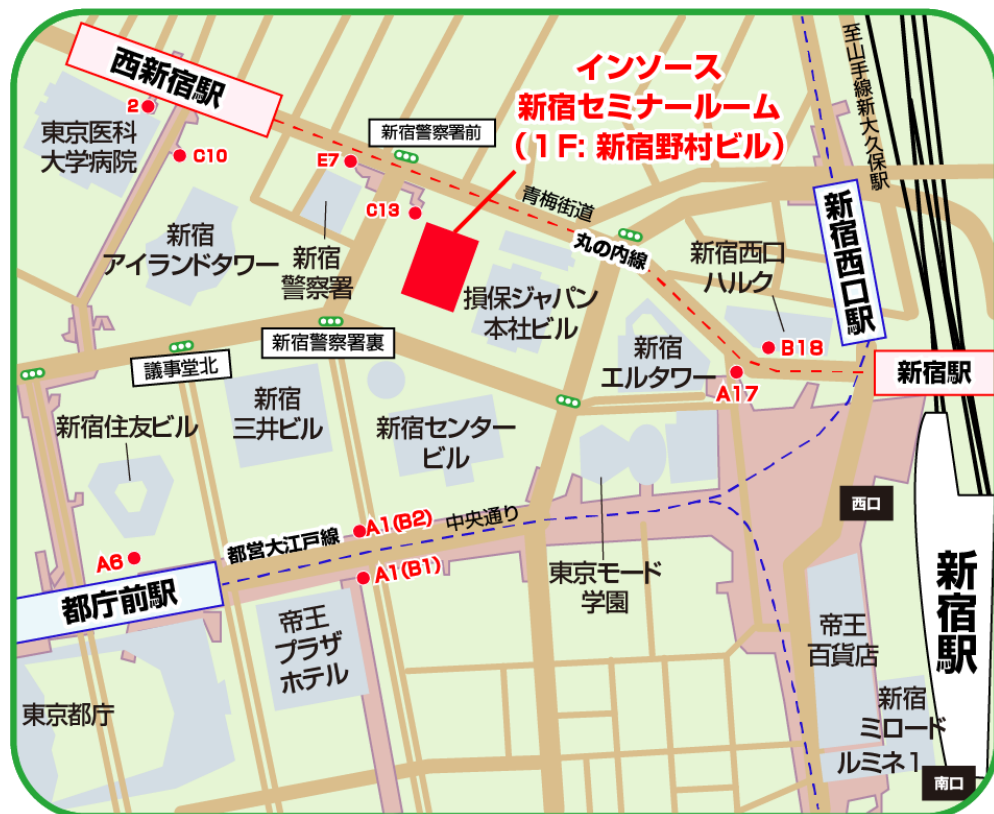 西新宿駅
インソース
新宿セミナールーム
（1F: 新宿野村ビル）
至山手線新大久保駅
2
東京医科
大学病院
C10
新宿警察署前
E7
C13
青梅街道
丸の内線
新宿西口駅
新宿
アイランドタワー
新宿
警察署
損保ジャパン
本社ビル
新宿西口
ハルク
新宿警察署裏
議事堂北
新宿
エルタワー
B18
A17
新宿駅
新宿住友ビル
新宿
三井ビル
新宿センター
ビル
西口
A1(B2)
中央通り
都営大江戸線
A6
A1(B1)
都庁前駅
東京モード
学園
新宿駅
帝王
プラザ
ホテル
帝王
百貨店
東京都庁
新宿
ミロード
ルミネ1
南口